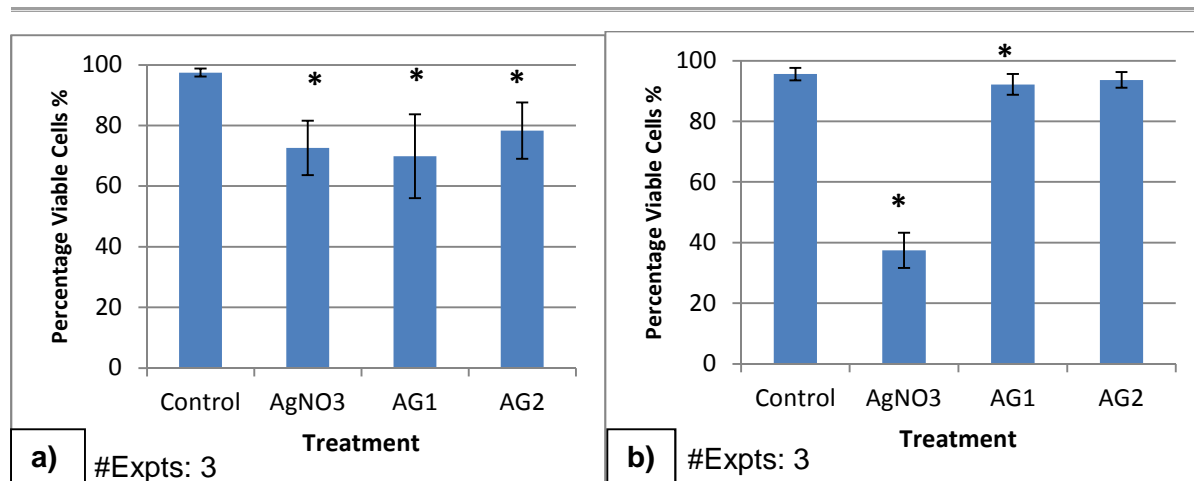 100
80
60
40
20
0
Percentage Viable Cells %
*
*
*
Control
AgNO3
AG1
AG2
Treatment
a)
#Expts: 3
100
80
60
40
20
0
Percentage Viable Cells %
*
*
Control
AgNO3
AG1
AG2
Treatment
b)
#Expts: 3